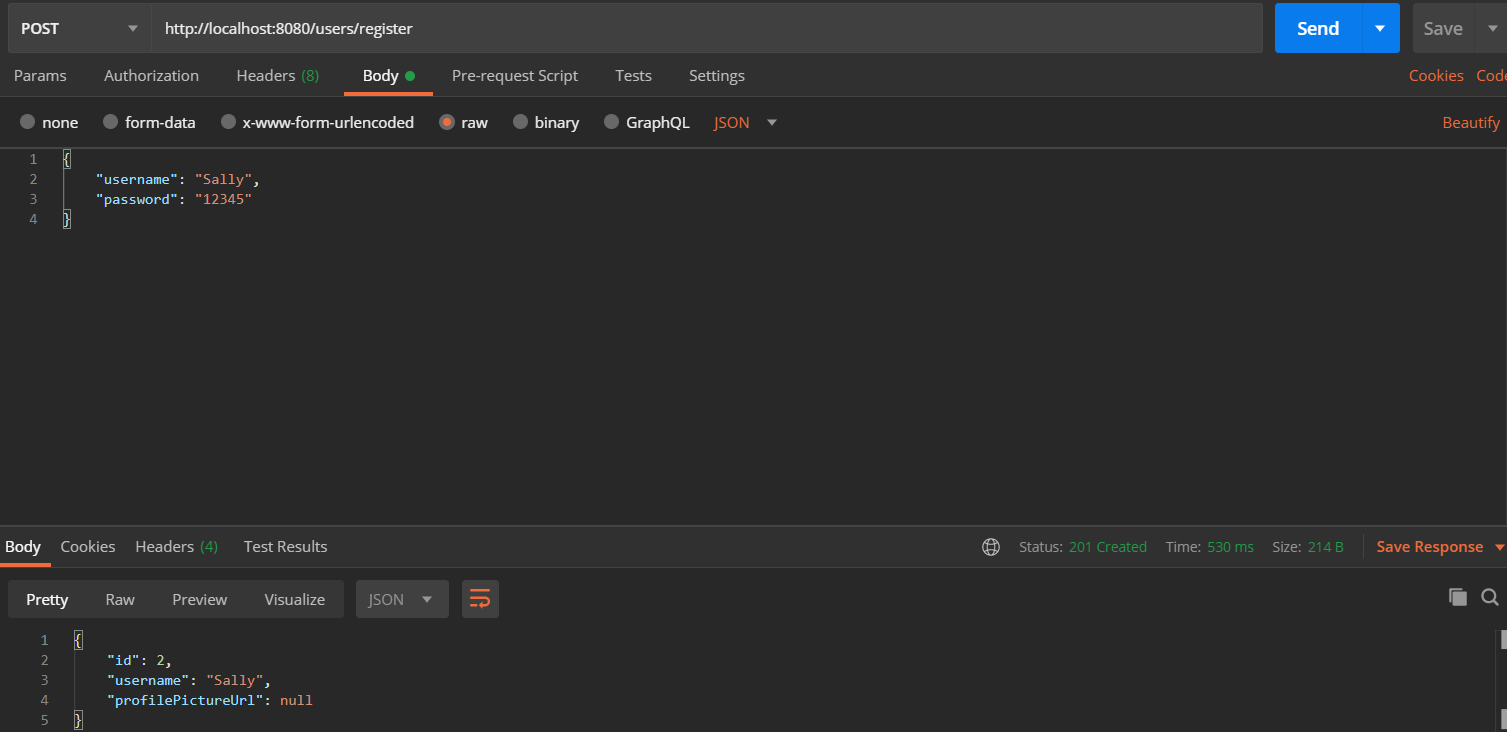 POST http://localhost:8080/users/register Send Save
Params Authorization Headers (8) Body Pre-request Script Tests Settings Cookies Code
none form-data x-www-form-urlencoded raw binary GraphQL JSON Beautify
1 {
2 "username": "Sally",
3 "password": "12345"
4 }
Body Cookies Headers (4) Test Results Status: 201 Created Time: 530 ms Size: 214 B Save Response
Pretty Raw Preview Visualize JSON
1 {
2 "id": 2,
3 "username": "Sally",
4 "profilePictureUrl": null
5 }